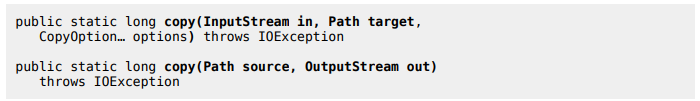 public static long copy(InputStream in, Path target,
CopyOption… options) throws IOException
public static long copy(Path source, OutputStream out)
throws IOException